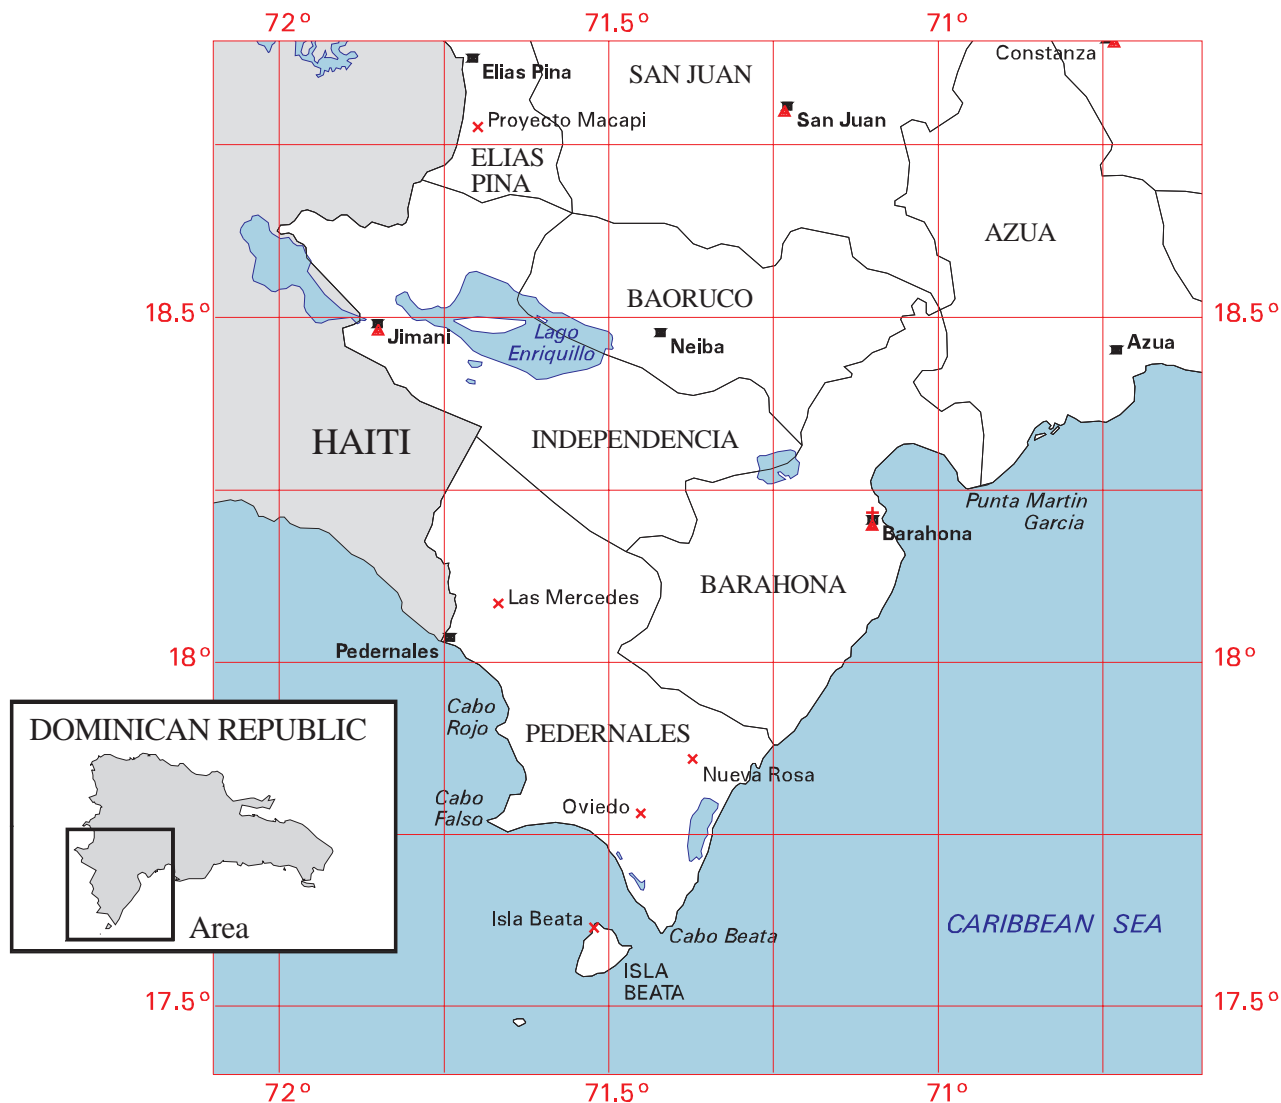 72°
71.5°
71°
Constanza
Elias Pina
SAN JUAN
Proyecto Macapi
San Juan
ELIAS
PINA
AZUA
BAORUCO
18.5°
18.5°
Lago
Enriquillo
Jimani
Neiba
Azua
HAITI
INDEPENDENCIA
Punta Martin
Garcia
Barahona
BARAHONA
Las Mercedes
Pedernales
18°
18°
Cabo
Rojo
PEDERNALES
Nueva Rosa
Cabo
Falso
Oviedo
DOMINICAN REPUBLIC
Area
Isla Beata
Cabo Beata
CARIBBEAN SEA
ISLA
BEATA
17.5°
17.5°
72°
71.5°
71°